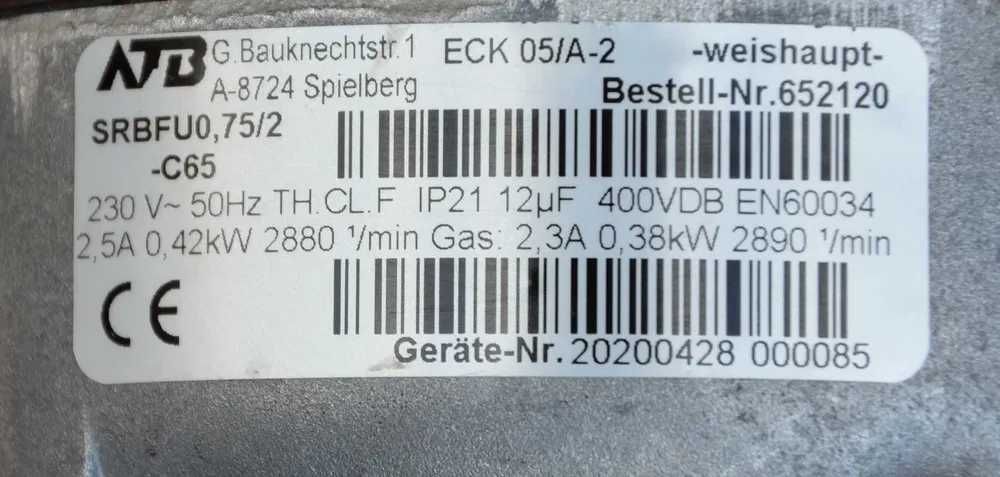 ATB G.Bauknechtstr.1 ECK 05/A-2 -weishaupt-
A-8724 Spielberg Bestell-Nr.652120
SRBFU0,75/2
-C65
230 V~ 50Hz TH.CL.F IP21 12µF 400VDB EN60034
2,5A 0,42kW 2880 ¹/min Gas: 2,3A 0,38kW 2890 ¹/min
CE
Geräte-Nr. 20200428 000085